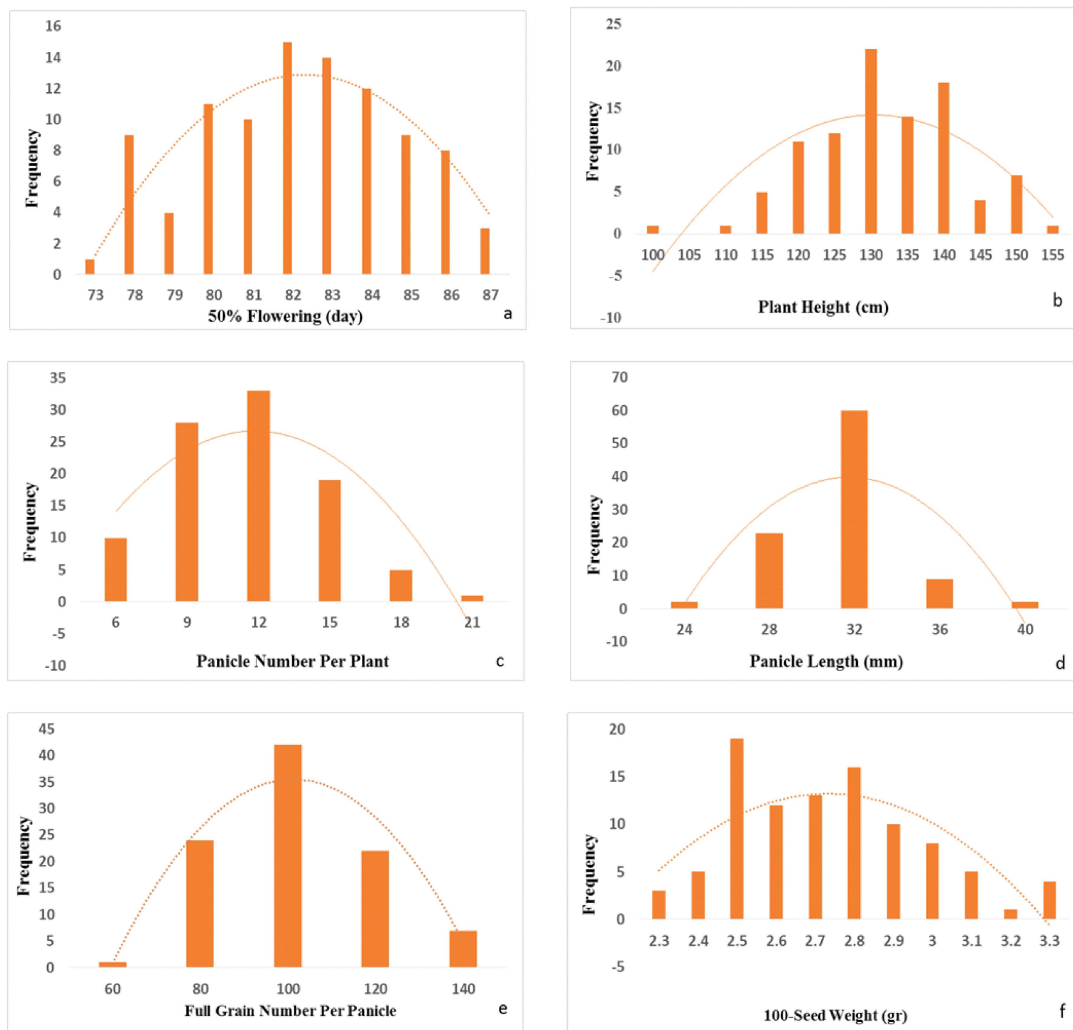 16
14
12
10
8
6
4
2
0
Frequency
73 78 79 80 81 82 83 84 85 86 87
50% Flowering (day)
a
25
20
15
10
5
0
-5
-10
Frequency
100 105 110 115 120 125 130 135 140 145 150 155
Plant Height (cm)
b
35
30
25
20
15
10
5
0
-5
-10
Frequency
6 9 12 15 18 21
Panicle Number Per Plant
c
70
60
50
40
30
20
10
0
-10
Frequency
24 28 32 36 40
Panicle Length (mm)
d
45
40
35
30
25
20
15
10
5
0
Frequency
60 80 100 120 140
Full Grain Number Per Panicle
e
20
15
10
5
0
-5
Frequency
2.3 2.4 2.5 2.6 2.7 2.8 2.9 3 3.1 3.2 3.3
100-Seed Weight (gr)
f